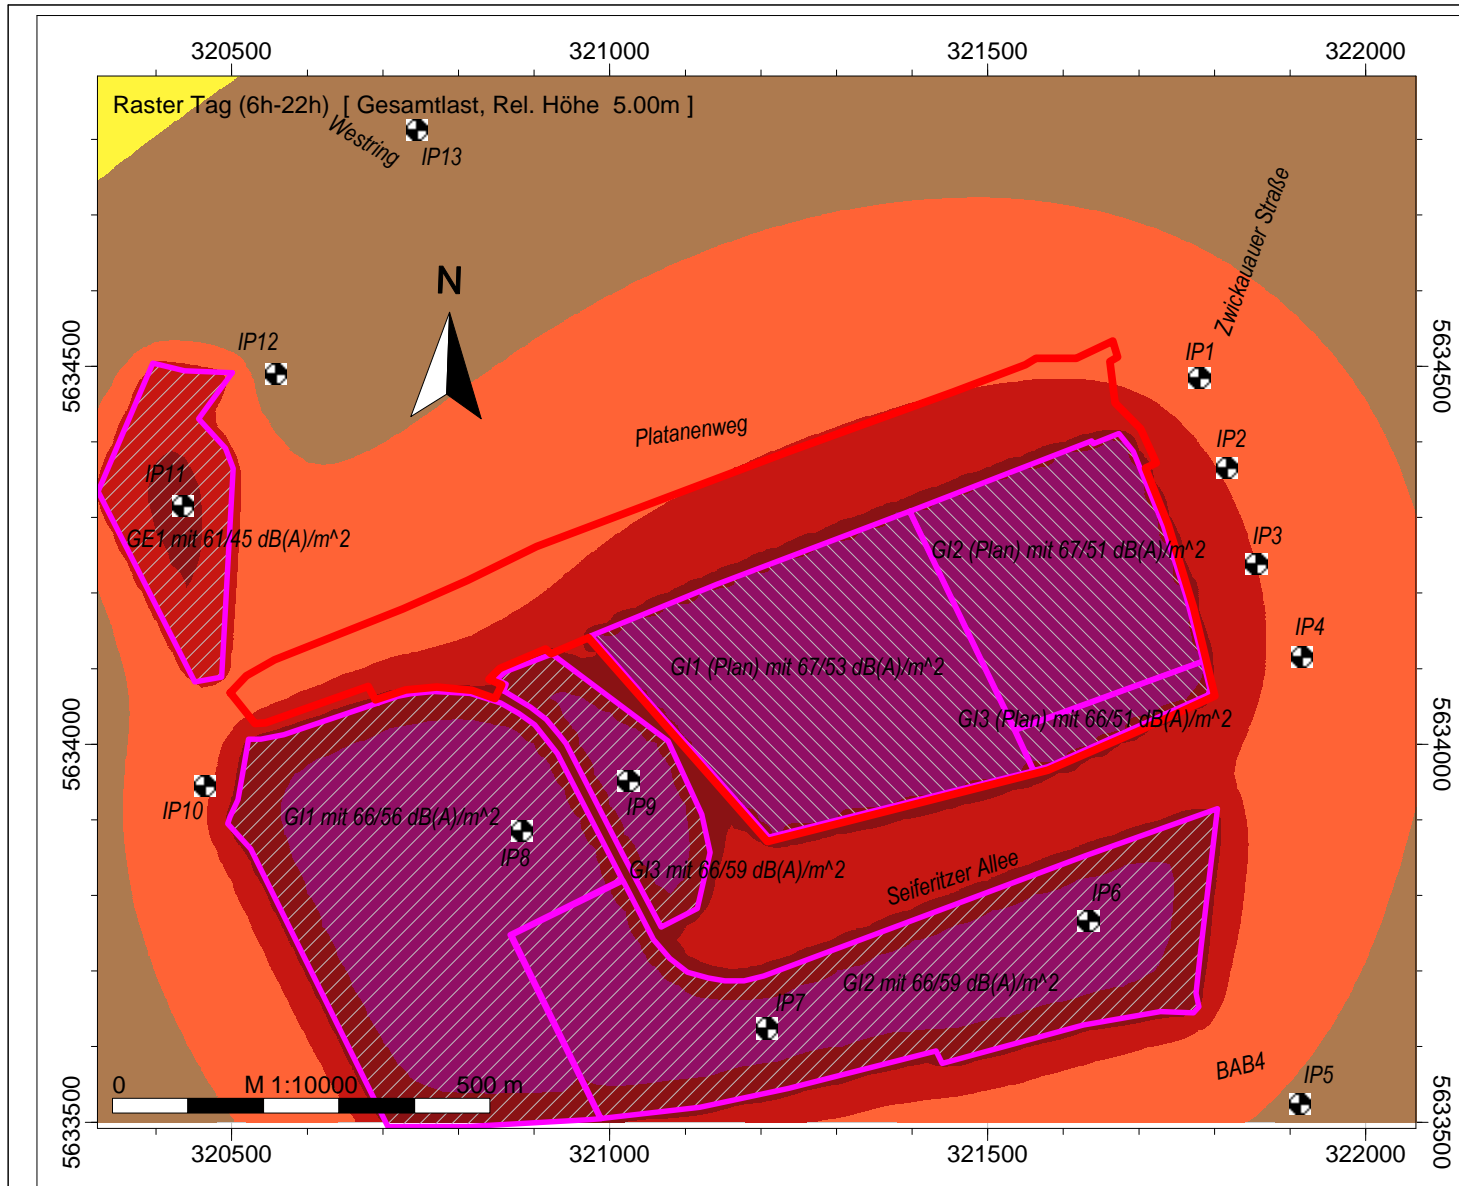 320500 321000 321500 322000
Raster Tag (6h-22h) [ Gesamtlast, Rel. Höhe 5.00m ]
Westring
IP13
Zwickauauer Straße
N
5634500
5634500
IP12
IP1
Platanenweg
IP2
IP11
GE1 mit 61/45 dB(A)/m^2
GI2 (Plan) mit 67/51 dB(A)/m^2
IP3
IP4
GI1 (Plan) mit 67/53 dB(A)/m^2
GI3 (Plan) mit 66/51 dB(A)/m^2
5634000
5634000
IP10
IP9
GI1 mit 66/56 dB(A)/m^2
IP8
GI3 mit 66/59 dB(A)/m^2
Seiferitzer Allee
IP6
GI2 mit 66/59 dB(A)/m^2
IP7
BAB4
IP5
0 M 1:10000 500 m
5633500
5633500
320500 321000 321500 322000